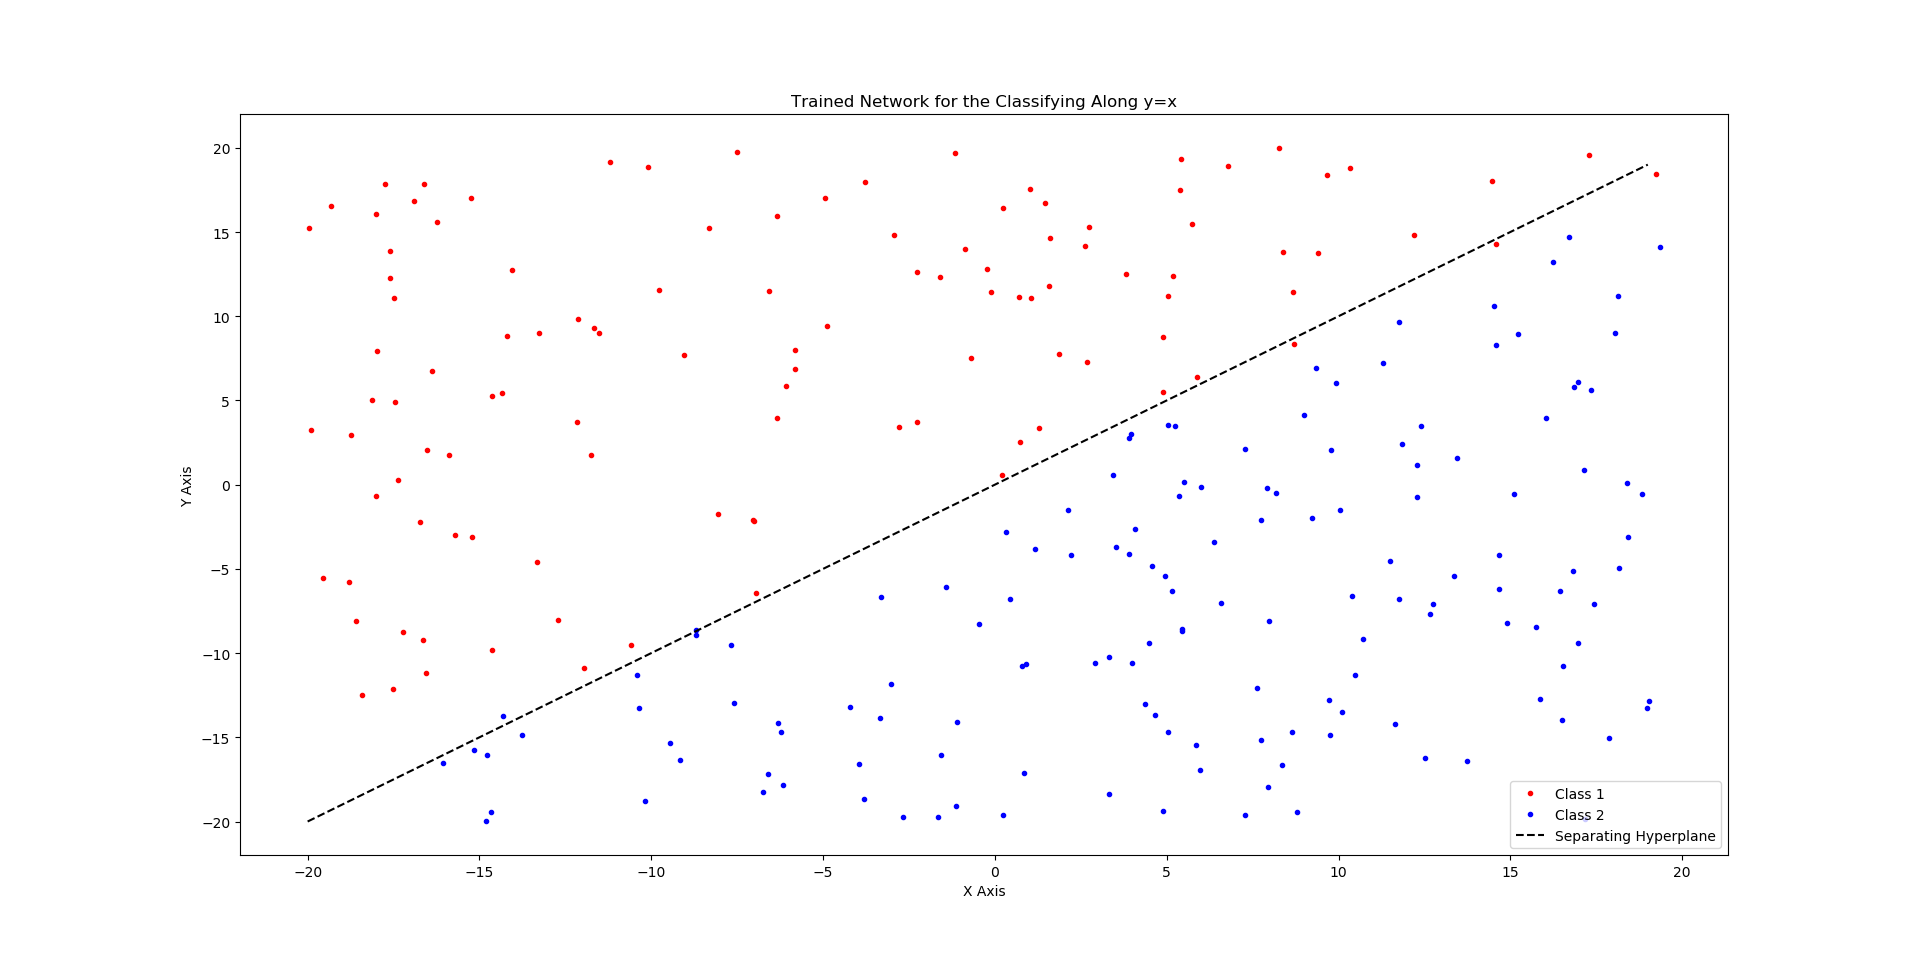 Trained Network for the Classifying Along y=x
Y Axis
20
15
10
5
0
−5
−10
−15
−20
−20 −15 −10 −5 0 5 10 15 20
X Axis
Class 1
Class 2
Separating Hyperplane